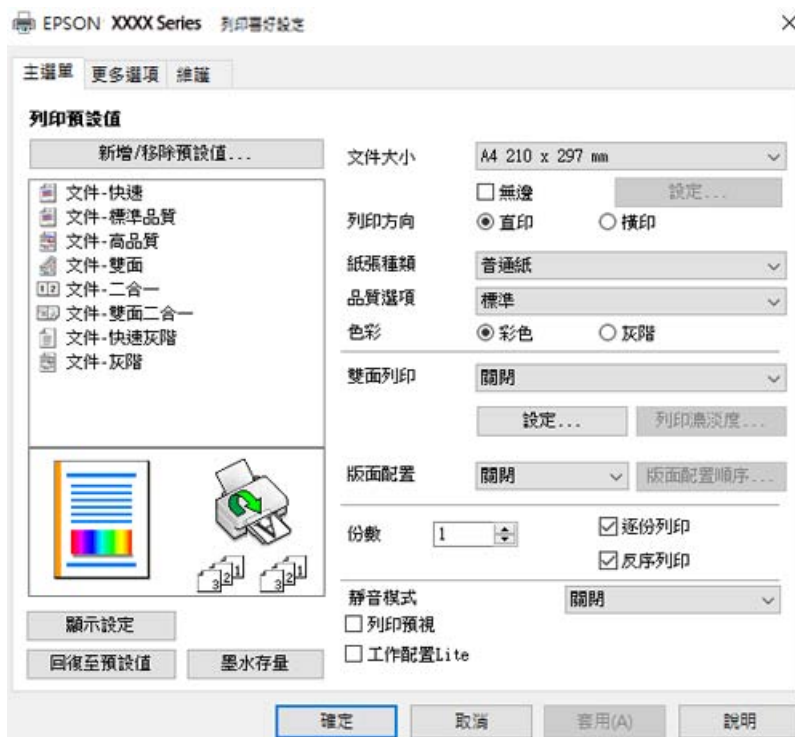 EPSON XXXX Series 列印喜好設定
主選單 更多選項 維護
列印預設值
新增/移除預設值...
文件-快速
文件-標準品質
文件-高品質
文件-雙面
文件-二合一
文件-雙面二合一
文件-快速灰階
文件-灰階
顯示設定
回復至預設值 墨水存量
文件大小 A4 210 x 297 mm
無邊 設定...
列印方向 直印 橫印
紙張種類 普通紙
品質選項 標準
色彩 彩色 灰階
雙面列印 關閉
設定... 列印濃淡度...
版面配置 關閉 版面配置順序...
份數 1 逐份列印
反序列印
靜音模式 關閉
列印預視
工作配置Lite
確定 取消 套用(A) 說明